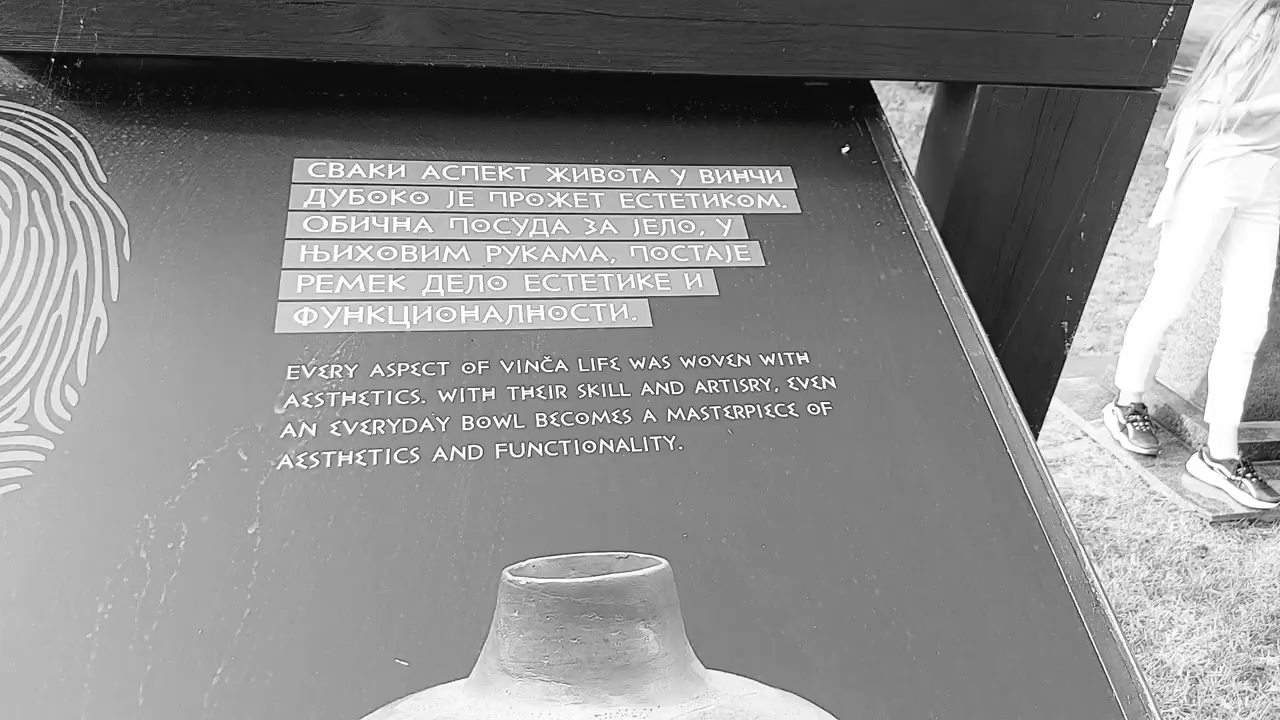 СВАКИ АСПЕКТ ЖИВОТА У ВИНЧИ
ДУБОКО ЈЕ ПРОЖЕТ ЕСТЕТИКОМ.
ОБИЧНА ПОСУДА ЗА ЈЕЛО, У
ЊИХОВИМ РУКАМА, ПОСТАЈЕ
РЕМЕК ДЕЛО ЕСТЕТИКЕ И
ФУНКЦИОНАЛНОСТИ.
EVERY ASPECT OF VINČA LIFE WAS WOVEN WITH
AESTHETICS. WITH THEIR SKILL AND ARTISRY, EVEN
AN EVERYDAY BOWL BECOMES A MASTERPIECE OF
AESTHETICS AND FUNCTIONALITY.